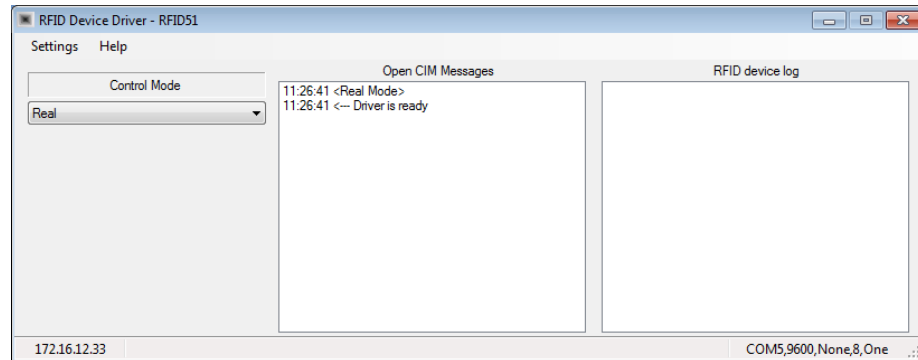 RFID Device Driver - RFID51
Settings Help
Control Mode
Real
Open CIM Messages
11:26:41 <Real Mode>
11:26:41 <--- Driver is ready
RFID device log
172.16.12.33
COM5,9600,None,8,One